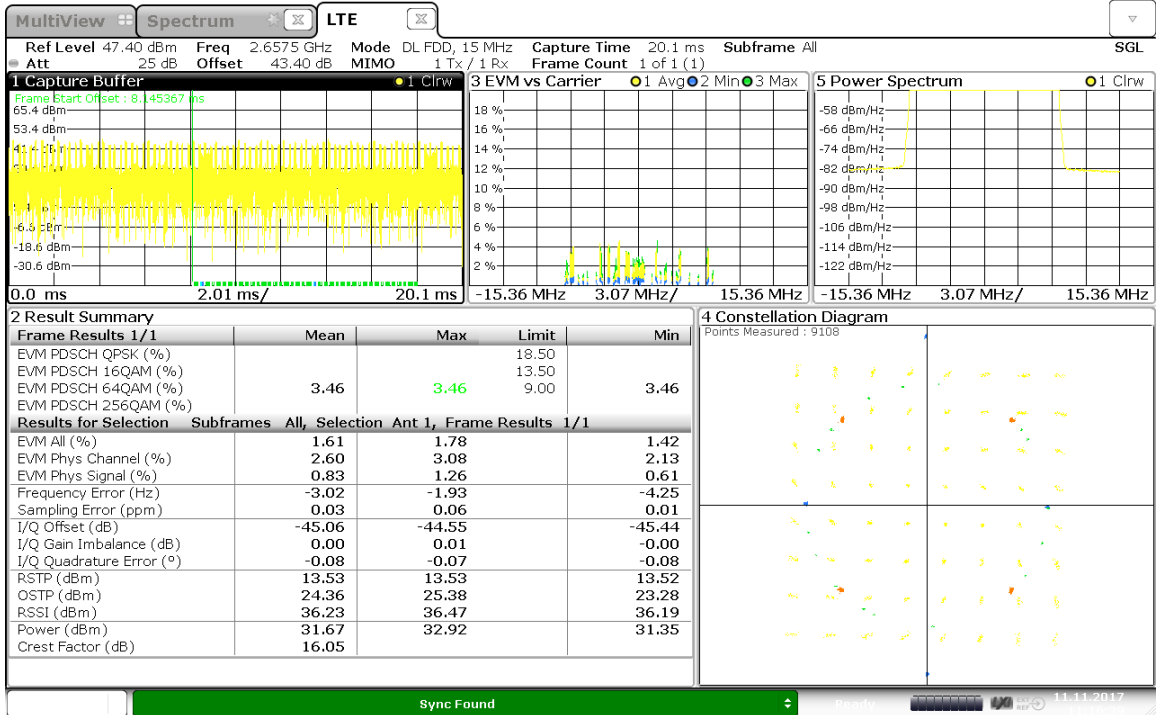 MultiView Spectrum X LTE X
Ref Level 47.40 dBm Freq 2.6575 GHz Mode DL FDD, 15 MHz Capture Time 20.1 ms Subframe All SGL
Att 25 dB Offset 43.40 dB MIMO 1 Tx / 1 Rx Frame Count 1 of 1 (1)
1 Capture Buffer 1 Clrw
Frame Start Offset : 8.145367 ms
65.4 dBm
53.4 dBm
-18.6 dBm
-30.6 dBm
0.0 ms 2.01 ms/ 20.1 ms
3 EVM vs Carrier 1 Avg 2 Min 3 Max
18 %
16 %
14 %
12 %
10 %
8 %
6 %
4 %
2 %
-15.36 MHz 3.07 MHz/ 15.36 MHz
5 Power Spectrum 1 Clrw
-58 dBm/Hz
-66 dBm/Hz
-74 dBm/Hz
-82 dBm/Hz
-90 dBm/Hz
-98 dBm/Hz
-106 dBm/Hz
-114 dBm/Hz
-122 dBm/Hz
-15.36 MHz 3.07 MHz/ 15.36 MHz
2 Result Summary
Frame Results 1/1 Mean Max Limit Min
EVM PDSCH QPSK (%) 18.50
EVM PDSCH 16QAM (%) 13.50
EVM PDSCH 64QAM (%) 3.46 3.46 9.00 3.46
EVM PDSCH 256QAM (%)
Results for Selection Subframes All, Selection Ant 1, Frame Results 1/1
EVM All (%) 1.61 1.78 1.42
EVM Phys Channel (%) 2.60 3.08 2.13
EVM Phys Signal (%) 0.83 1.26 0.61
Frequency Error (Hz) -3.02 -1.93 -4.25
Sampling Error (ppm) 0.03 0.06 0.01
I/Q Offset (dB) -45.06 -44.55 -45.44
I/Q Gain Imbalance (dB) 0.00 0.01 -0.00
I/Q Quadrature Error (°) -0.08 -0.07 -0.08
RSTP (dBm) 13.53 13.53 13.52
OSTP (dBm) 24.36 25.38 23.28
RSSI (dBm) 36.23 36.47 36.19
Power (dBm) 31.67 32.92 31.35
Crest Factor (dB) 16.05
4 Constellation Diagram
Points Measured : 9108
Sync Found Ready LXI EXT REF 11.11.2017